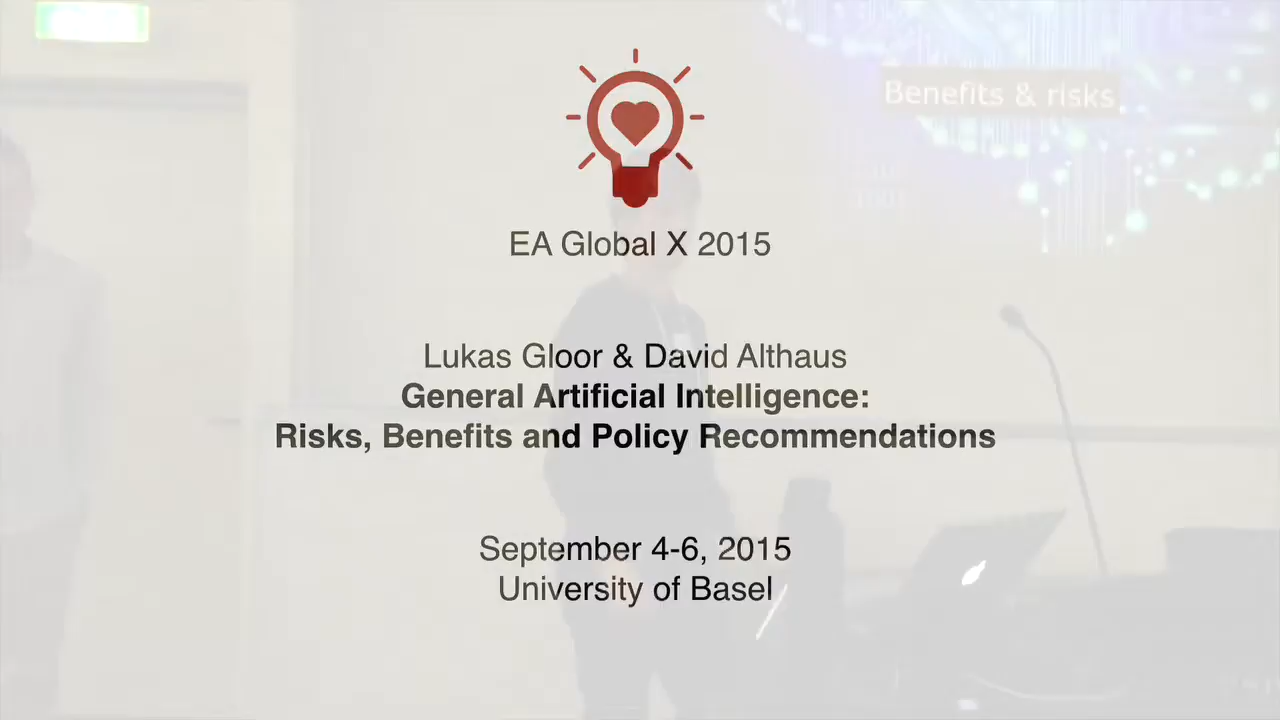 Benefits & risks
EA Global X 2015
Lukas Gloor & David Althaus
General Artificial Intelligence:
Risks, Benefits and Policy Recommendations
September 4-6, 2015
University of Basel